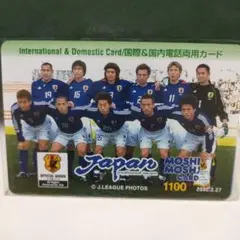 International & Domestic Card/国際&国内電話両用カード
Japan
MOSHI
MOSHI
CARD
1100
© J.LEAGUE PHOTOS